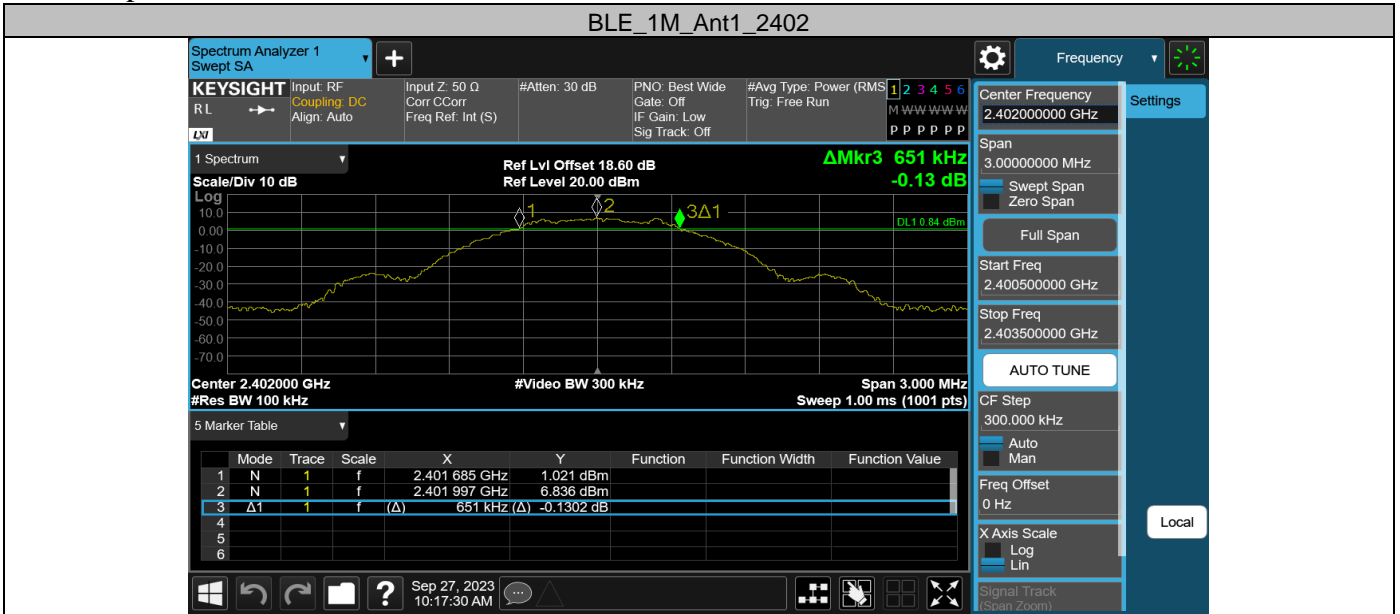 BLE_1M_Ant1_2402
Spectrum Analyzer 1
Swept SA
Frequency
KEYSIGHT
RL
LXI
Input: RF
Coupling: DC
Align: Auto
Input Z: 50 Ω
Corr CCorr
Freq Ref: Int (S)
#Atten: 30 dB
PNO: Best Wide
Gate: Off
IF Gain: Low
Sig Track: Off
#Avg Type: Power (RMS
Trig: Free Run
1 2 3 4 5 6
M W W W W W
P P P P P P
1 Spectrum
Scale/Div 10 dB
Ref Lvl Offset 18.60 dB
Ref Level 20.00 dBm
ΔMkr3 651 kHz
-0.13 dB
Log
10.0
0.00
-10.0
-20.0
-30.0
-40.0
-50.0
-60.0
-70.0
1
2
3Δ1
DL1 0.84 dBm
Center 2.402000 GHz
#Video BW 300 kHz
Span 3.000 MHz
#Res BW 100 kHz
Sweep 1.00 ms (1001 pts)
5 Marker Table
Mode Trace Scale X Y Function Function Width Function Value
1 N 1 f 2.401 685 GHz 1.021 dBm
2 N 1 f 2.401 997 GHz 6.836 dBm
3 Δ1 1 f (Δ) 651 kHz (Δ) -0.1302 dB
4
5
6
Center Frequency
2.402000000 GHz
Settings
Span
3.00000000 MHz
Swept Span
Zero Span
Full Span
Start Freq
2.400500000 GHz
Stop Freq
2.403500000 GHz
AUTO TUNE
CF Step
300.000 kHz
Auto
Man
Freq Offset
0 Hz
X Axis Scale
Log
Lin
Signal Track
(Span Zoom)
Local
?
Sep 27, 2023
10:17:30 AM